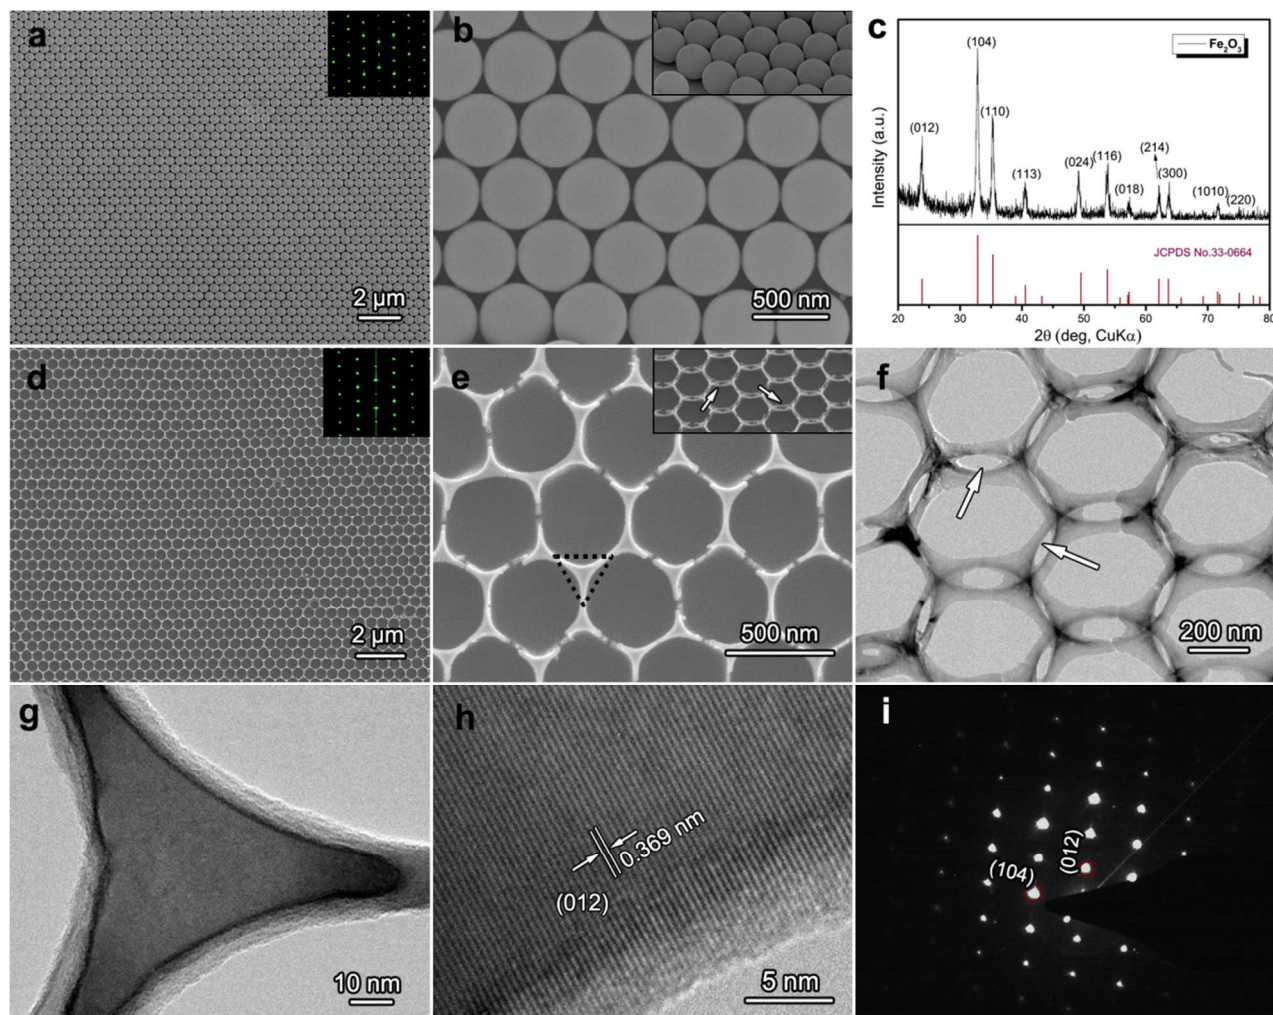 a
2 μm
b
500 nm
c
Fe₂O₃
(012)
(104)
(110)
(113)
(024)
(116)
(018)
(214)
(300)
(1010)
(220)
Intensity (a.u.)
JCPDS No.33-0664
20 30 40 50 60 70 80
2θ (deg, CuKα)
d
2 μm
e
500 nm
f
200 nm
g
10 nm
h
0.369 nm
(012)
5 nm
i
(104)
(012)